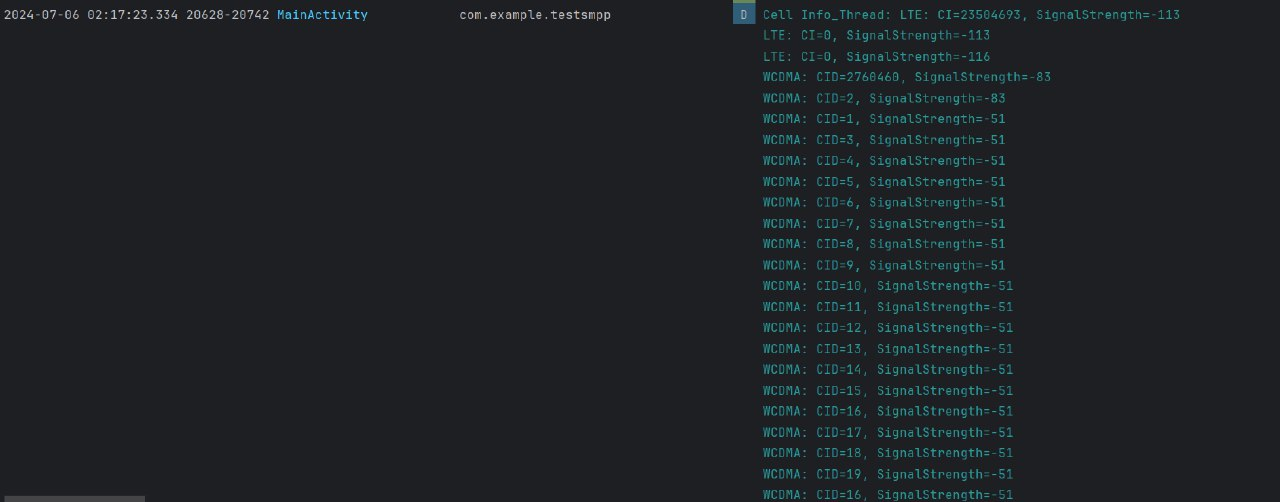 2024-07-06 02:17:23.334 20628-20742 MainActivity com.example.testsmpp D Cell Info_Thread: LTE: CI=23504693, SignalStrength=-113
LTE: CI=0, SignalStrength=-113
LTE: CI=0, SignalStrength=-116
WCDMA: CID=2760460, SignalStrength=-83
WCDMA: CID=2, SignalStrength=-83
WCDMA: CID=1, SignalStrength=-51
WCDMA: CID=3, SignalStrength=-51
WCDMA: CID=4, SignalStrength=-51
WCDMA: CID=5, SignalStrength=-51
WCDMA: CID=6, SignalStrength=-51
WCDMA: CID=7, SignalStrength=-51
WCDMA: CID=8, SignalStrength=-51
WCDMA: CID=9, SignalStrength=-51
WCDMA: CID=10, SignalStrength=-51
WCDMA: CID=11, SignalStrength=-51
WCDMA: CID=12, SignalStrength=-51
WCDMA: CID=13, SignalStrength=-51
WCDMA: CID=14, SignalStrength=-51
WCDMA: CID=15, SignalStrength=-51
WCDMA: CID=16, SignalStrength=-51
WCDMA: CID=17, SignalStrength=-51
WCDMA: CID=18, SignalStrength=-51
WCDMA: CID=19, SignalStrength=-51
WCDMA: CID=16, SignalStrength=-51